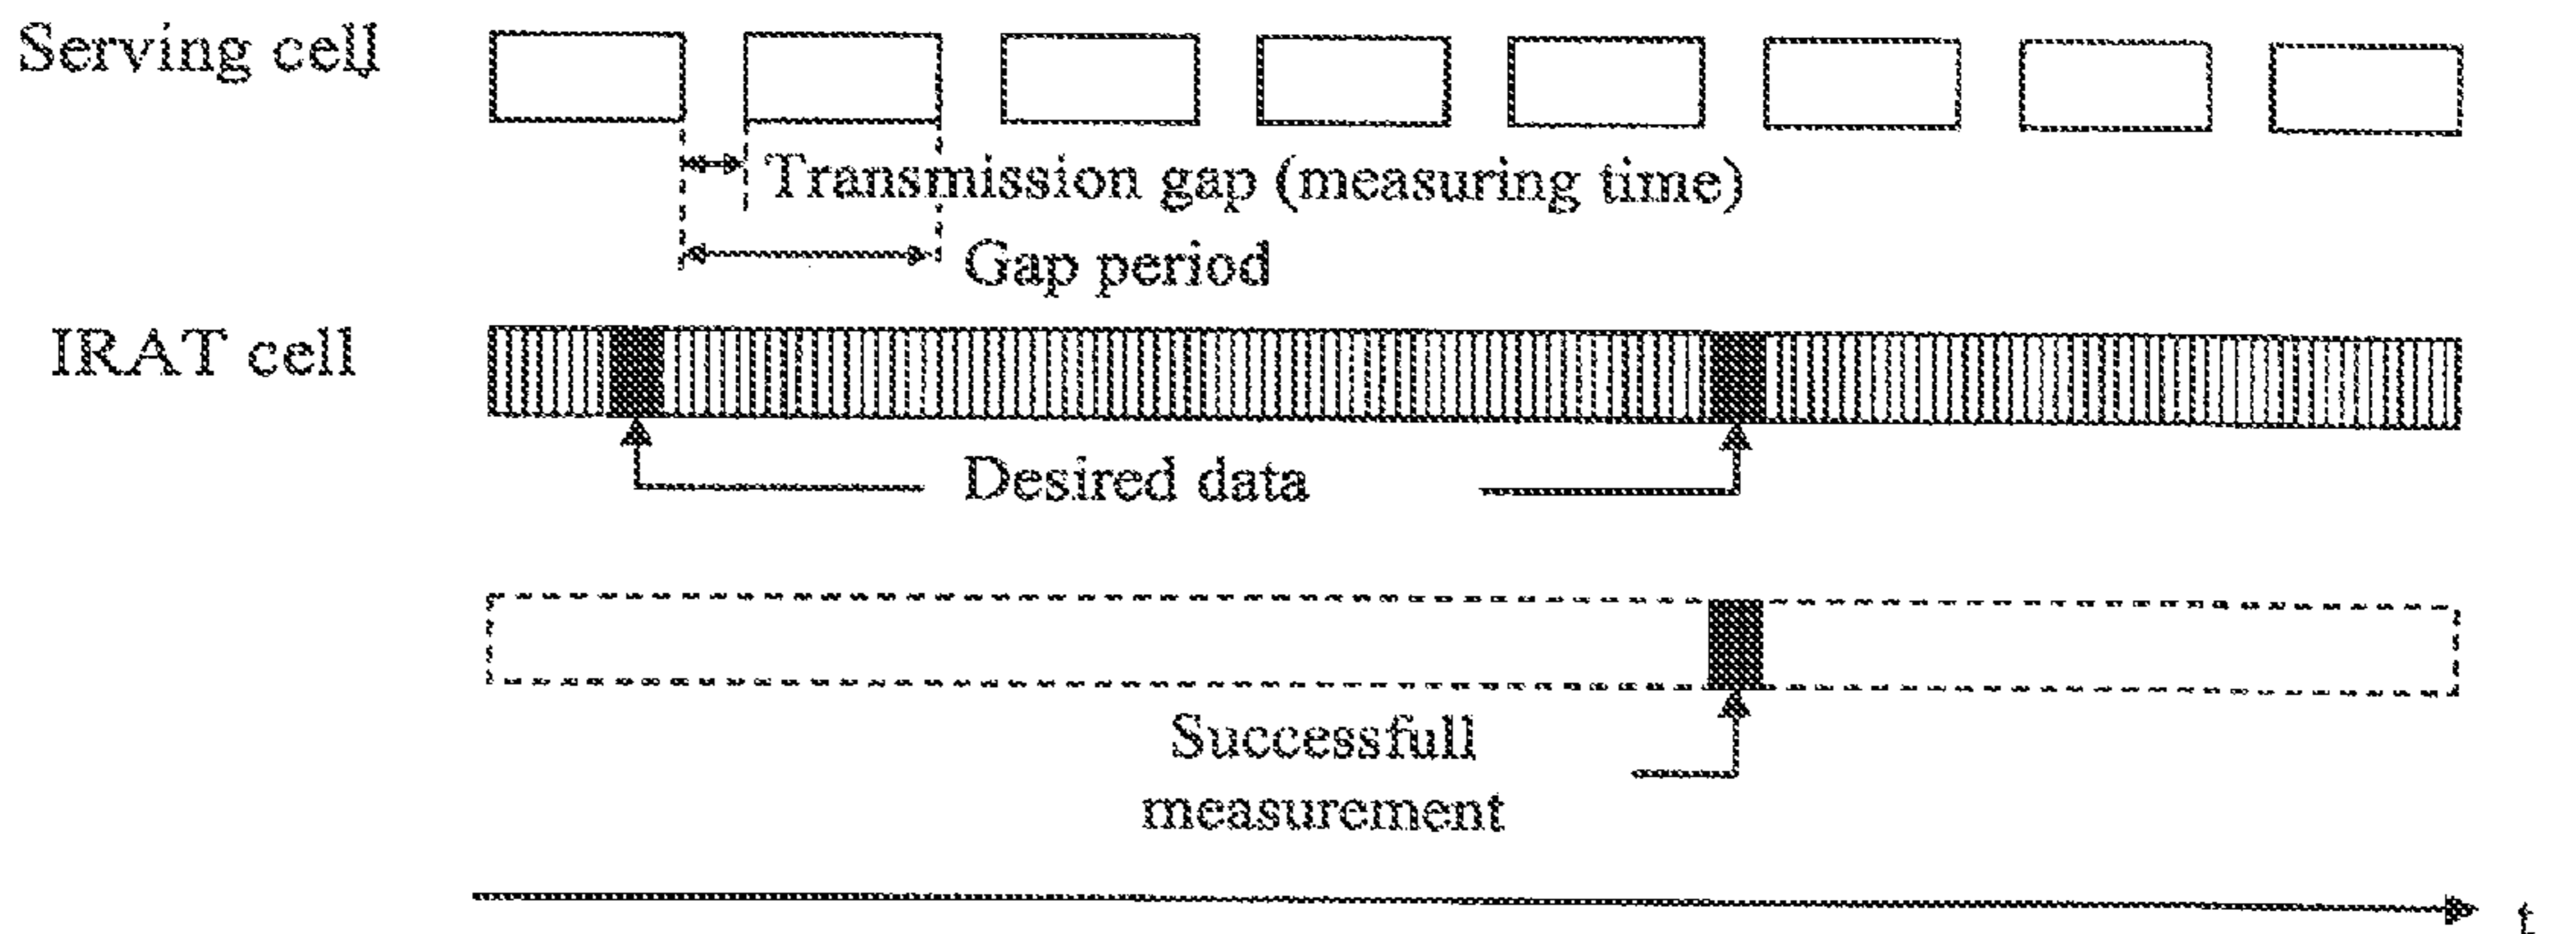 Serving cell
Transmission gap (measuring time)
Gap period
IRAT cell
Desired data
Successfull
measurement
t